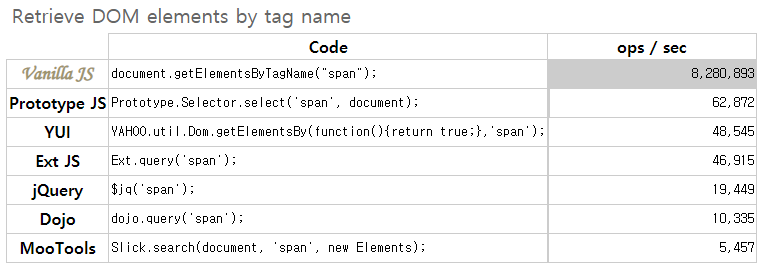 Retrieve DOM elements by tag name
Code ops / sec
Vanilla JS document.getElementsByTagName("span"); 8,280,893
Prototype JS Prototype.Selector.select('span', document); 62,872
YUI YAHOO.util.Dom.getElementsBy(function(){return true;},'span'); 48,545
Ext JS Ext.query('span'); 46,915
jQuery $jq('span'); 19,449
Dojo dojo.query('span'); 10,335
MooTools Slick.search(document, 'span', new Elements); 5,457